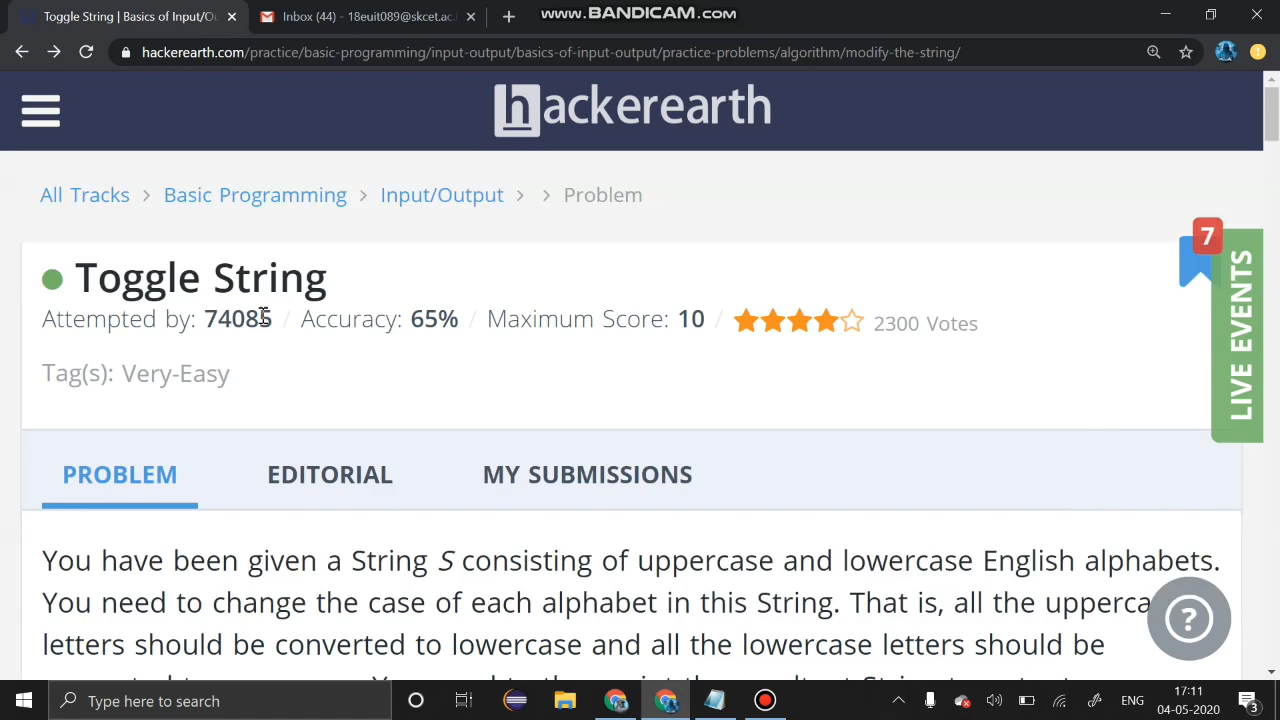 Toggle String | Basics of Input/Ou
Inbox (44) - 18euit089@skcet.ac.i
www.BANDICAM.com
hackerearth.com/practice/basic-programming/input-output/basics-of-input-output/practice-problems/algorithm/modify-the-string/
hackerearth
All Tracks > Basic Programming > Input/Output > > Problem
7
Toggle String
Attempted by: 74085 / Accuracy: 65% / Maximum Score: 10 / 2300 Votes
LIVE EVENTS
Tag(s): Very-Easy
PROBLEM EDITORIAL MY SUBMISSIONS
You have been given a String S consisting of uppercase and lowercase English alphabets.
You need to change the case of each alphabet in this String. That is, all the upperca
letters should be converted to lowercase and all the lowercase letters should be
?
Type here to search
ENG
17:11
04-05-2020
3